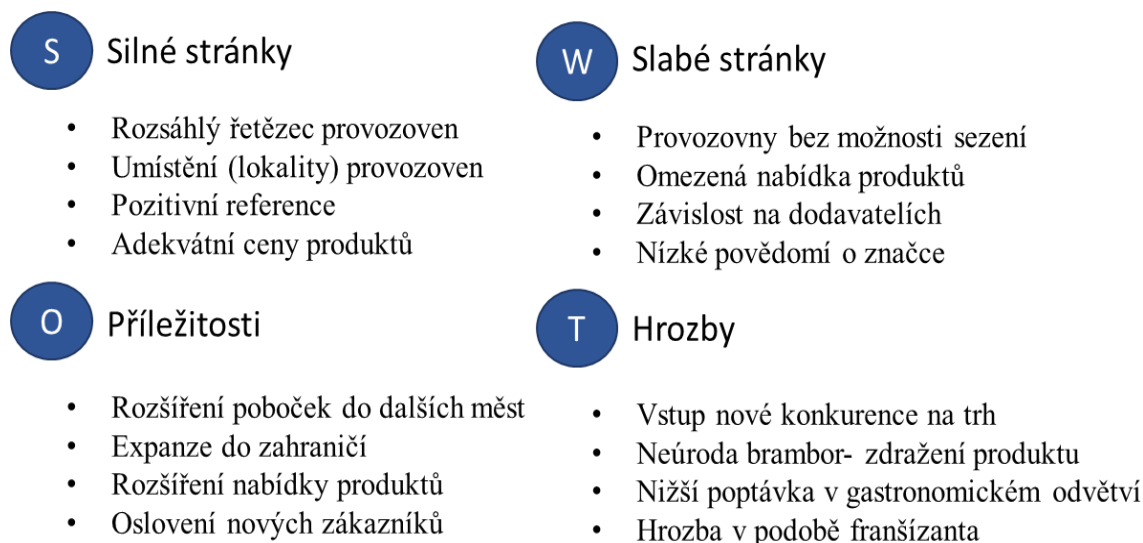 S Silné stránky
• Rozsáhlý řetězec provozoven
• Umístění (lokality) provozoven
• Pozitivní reference
• Adekvátní ceny produktů
W Slabé stránky
• Provozovny bez možnosti sezení
• Omezená nabídka produktů
• Závislost na dodavatelích
• Nízké povědomí o značce
O Příležitosti
• Rozšíření poboček do dalších měst
• Expanze do zahraničí
• Rozšíření nabídky produktů
• Oslovení nových zákazníků
T Hrozby
• Vstup nové konkurence na trh
• Neúroda brambor- zdražení produktu
• Nižší poptávka v gastronomickém odvětví
• Hrozba v podobě franšízanta